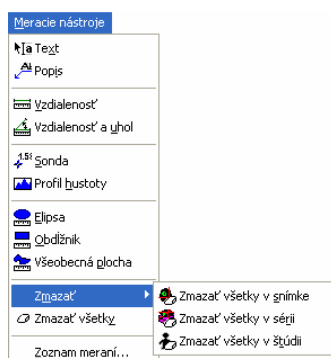 Meracie nástroje
Text
Popis
Vzdialenosť
Vzdialenosť a uhol
Sonda
Profil hustoty
Elipsa
Obdĺžnik
Všeobecná plocha
Zmazať
Zmazať všetky v snímke
Zmazať všetky
Zmazať všetky v sérii
Zmazať všetky v štúdii
Zoznam meraní...